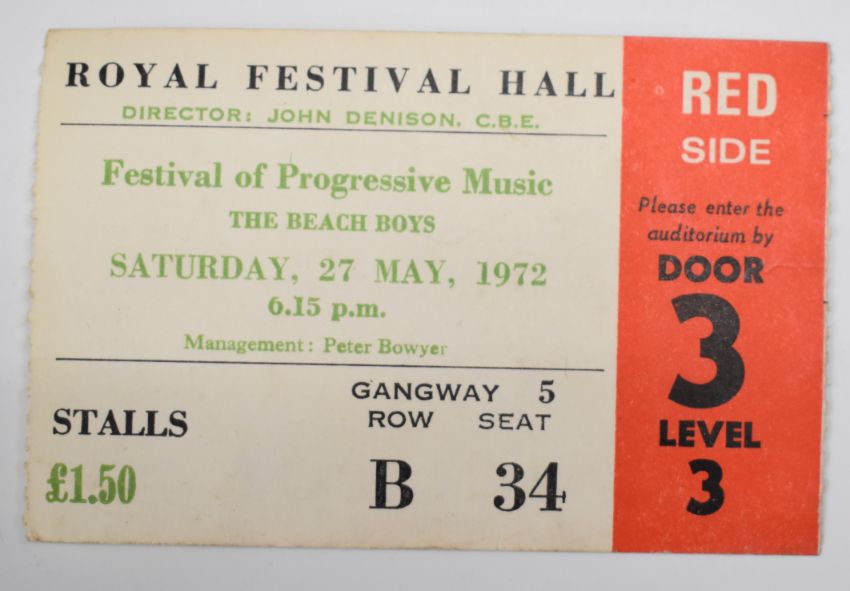 ROYAL FESTIVAL HALL
DIRECTOR: JOHN DENISON, C.B.E.
Festival of Progressive Music
THE BEACH BOYS
SATURDAY, 27 MAY, 1972
6.15 p.m.
Management: Peter Bowyer
GANGWAY 5
STALLS ROW SEAT
£1.50 B 34
RED
SIDE
Please enter the
auditorium by
DOOR
3
LEVEL
3